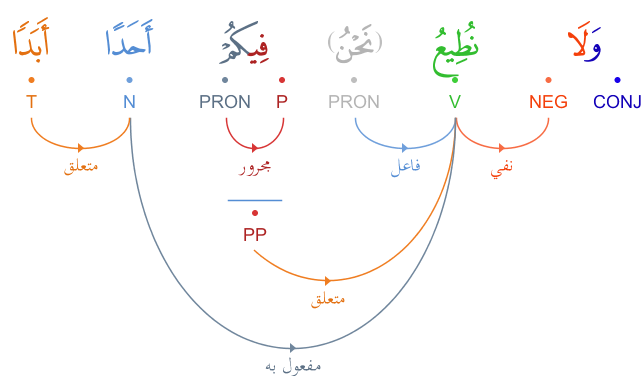 وَلَا نُطِيعُ (نَحْنُ) فِيكُمْ أَحَدًا أَبَدًا
CONJ NEG V PRON P PRON N T
نفي فاعل مجرور متعلق
PP
متعلق
مفعول به